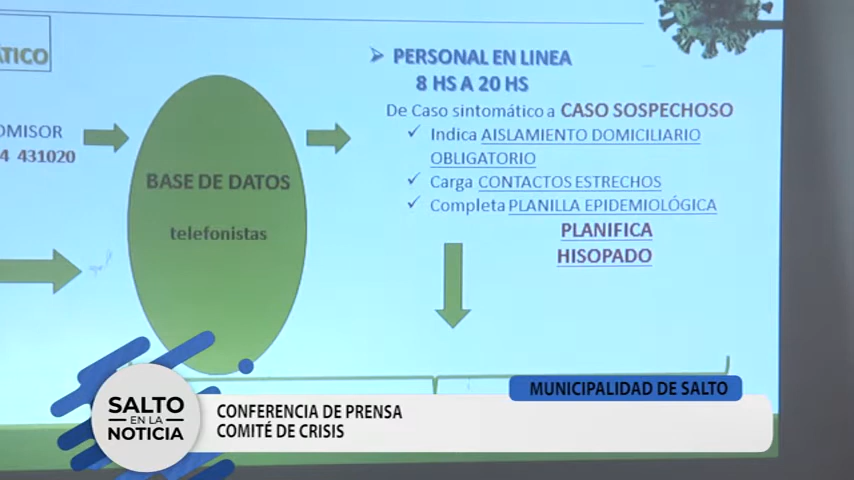 TICO
OMISOR
4 431020
BASE DE DATOS
telefonistas
➢ PERSONAL EN LINEA
8 HS A 20 HS
De Caso sintomático a CASO SOSPECHOSO
✓ Indica AISLAMIENTO DOMICILIARIO
OBLIGATORIO
✓ Carga CONTACTOS ESTRECHOS
✓ Completa PLANILLA EPIDEMIOLÓGICA
PLANIFICA
HISOPADO
MUNICIPALIDAD DE SALTO
SALTO
EN LA
NOTICIA
CONFERENCIA DE PRENSA
COMITÉ DE CRISIS